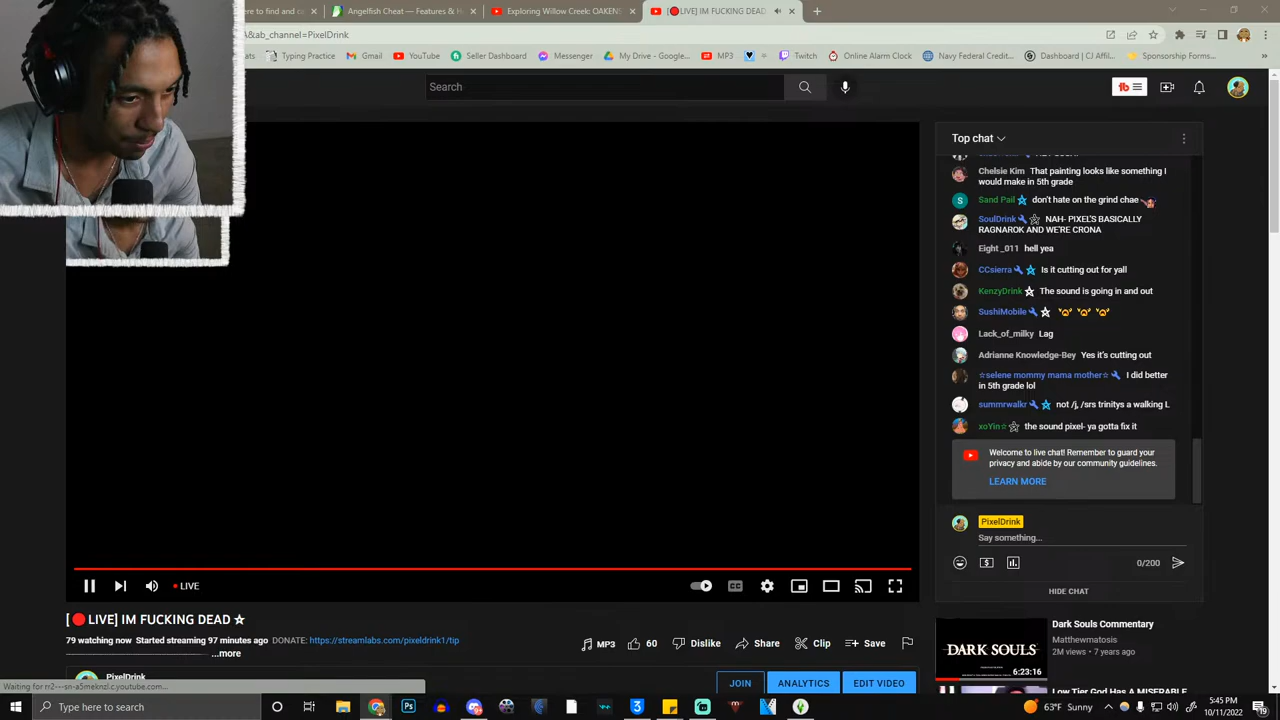 ere to find and ra
Angelfish Chat — Features & H
Exploring Willow Creek: OAKENS
[🔴LIVE] IM FUCKING DEAD
A&ab_channel=PixelDrink
Typing Practice
Gmail
YouTube
Seller Dashboard
Messenger
My Drive - Google...
MP3
Twitch
Online Alarm Clock
Navy Federal Credit...
Dashboard | CJ Affil...
Sponsorship Forms...
Search
Top chat
Chelsie Kim That painting looks like something I
would make in 5th grade
Sand Pail don't hate on the grind chae
SoulDrink NAH- PIXEL'S BASICALLY
RAGNAROK AND WE'RE CRONA
Eight _011 hell yea
CCsierra Is it cutting out for yall
KenzyDrink The sound is going in and out
SushiMobile
Lack_of_milky Lag
Adrianne Knowledge-Bey Yes it's cutting out
☆selene mommy mama mother☆ I did better
in 5th grade lol
summrwalkr not /j, /srs trinitys a walking L
xoYin☆ the sound pixel- ya gotta fix it
Welcome to live chat! Remember to guard your
privacy and abide by our community guidelines.
LEARN MORE
PixelDrink
Say something...
0/200
HIDE CHAT
LIVE
[🔴LIVE] IM FUCKING DEAD ☆
79 watching now Started streaming 97 minutes ago DONATE: https://streamlabs.com/pixeldrink1/tip
...more
MP3
60
Dislike
Share
Clip
Save
PixelDrink
JOIN
ANALYTICS
EDIT VIDEO
Dark Souls Commentary
Matthewmatosis
2M views • 7 years ago
DARK SOULS
6:23:16
Low Tier God Has A MISERABLE
Waiting for rr2---sn-a5meknzl.c.youtube.com...
Type here to search
63°F Sunny
5:45 PM
10/11/2022